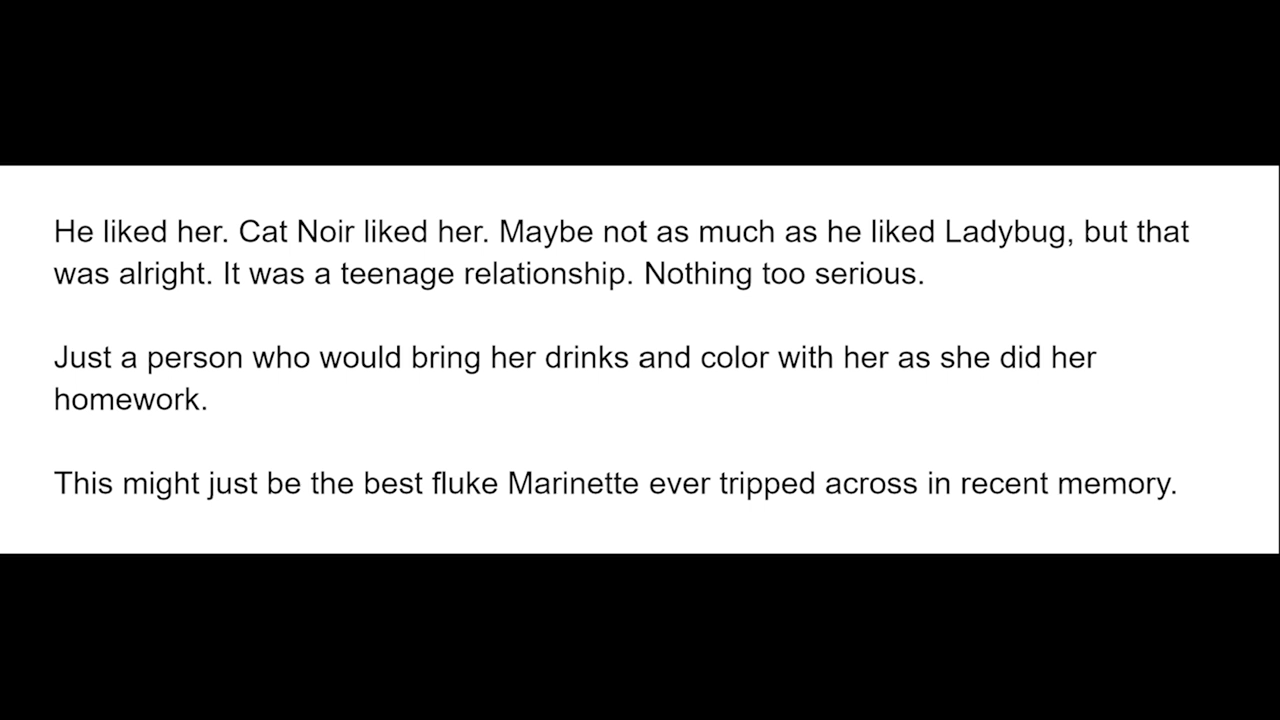 He liked her. Cat Noir liked her. Maybe not as much as he liked Ladybug, but that
was alright. It was a teenage relationship. Nothing too serious.
Just a person who would bring her drinks and color with her as she did her
homework.
This might just be the best fluke Marinette ever tripped across in recent memory.